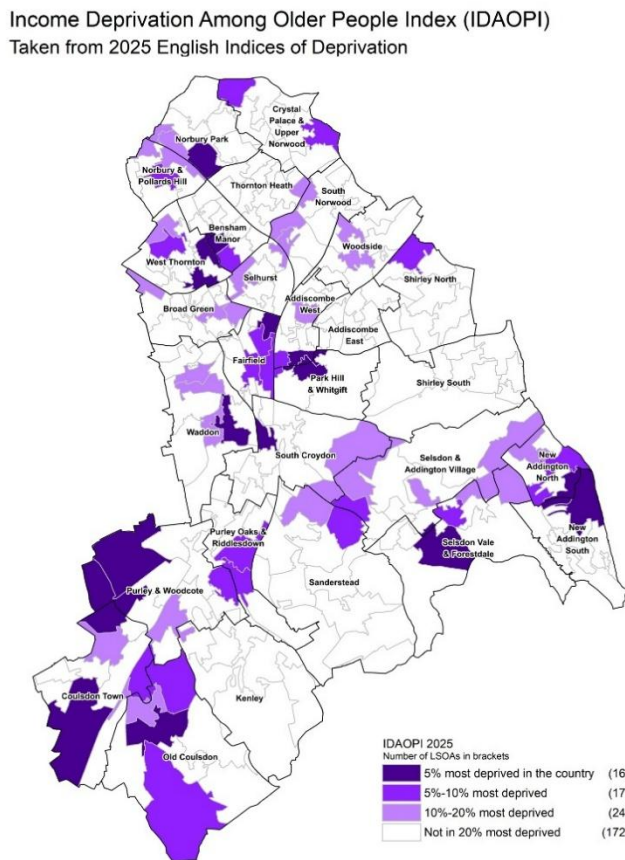 Income Deprivation Among Older People Index (IDAOPI)
Taken from 2025 English Indices of Deprivation
Crystal
Palace &
Upper
Norwood
Norbury Park
Norbury &
Pollards Hill
Thornton Heath
South
Norwood
Bensham
Manor
Woodside
West Thornton
Selhurst
Shirley North
Broad Green
Addiscombe
West
Addiscombe
East
Fairfield
Park Hill
& Whitgift
Shirley South
Waddon
South Croydon
Selsdon &
Addington Village
New
Addington
North
New
Addington
South
Purley Oaks &
Riddlesdown
Selsdon Vale
& Forestdale
Sanderstead
Purley & Woodcote
Coulsdon Town
Kenley
Old Coulsdon
IDAOPI 2025
Number of LSOAs in brackets
5% most deprived in the country (16
5%-10% most deprived (17
10%-20% most deprived (24
Not in 20% most deprived (172